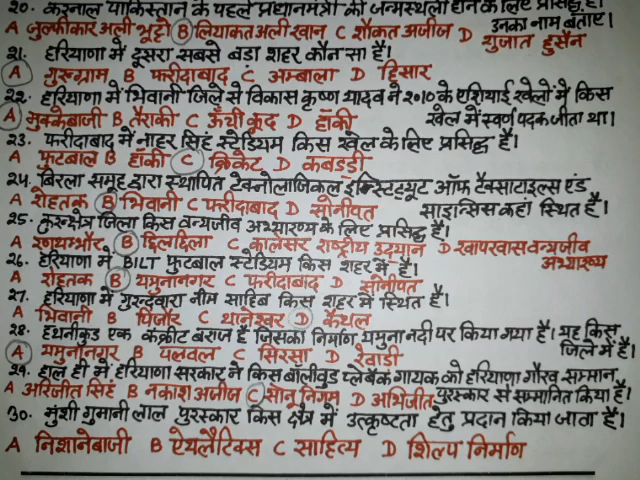 20. करनाल पाकिस्तान के पहले प्रधानमंत्री की जन्मस्थली होने के लिए प्रसिद्ध है।
उनका नाम बताए।
A जुल्फीकार अली भूट्टो B लियाकत अली खान C शौकत अजीज D शुजात हुसैन
21. हरियाणा में दूसरा सबसे बड़ा शहर कौन सा है।
A गुरूग्राम B फरीदाबाद C अम्बाला D हिसार
22. हरियाणा में भिवानी जिले से विकास कृष्ण यादव ने 2010 के एशियाई खेलों में किस
खेल में स्वर्ण पदक जीता था।
A मुक्केबाजी B तैराकी C ऊँची कूद D हॉकी
23. फरीदाबाद में नाहर सिंह स्टेडियम किस खेल के लिए प्रसिद्ध है।
A फुटबाल B हॉकी C क्रिकेट D कबड्डी
24. बिरला समूह द्वारा स्थापित टेक्नोलाजिकल इंस्टिट्यूट ऑफ टैक्साटाइल्स एंड
साइन्सिस कहां स्थित है।
A रोहतक B भिवानी C फरीदाबाद D सोनीपत
25. कुरुक्षेत्र जिला किस वन्यजीव अभ्यारण्य के लिए प्रसिद्ध है।
A रणथम्भौर B छिलछिला C कालेसर राष्ट्रीय उद्यान D खापरवास वन्यजीव
अभ्यारण्य
26. हरियाणा में BILT फुटबाल स्टेडियम किस शहर में है।
A रोहतक B यमुनानगर C फरीदाबाद D सोनीपत
27. हरियाणा में गुरुद्वारा नीम साहिब किस शहर में स्थित है।
A भिवानी B पिंजौर C थानेश्वर D कैथल
28. हथनीकुड एक कंक्रीट बराज है जिसका निर्माण यमुना नदी पर किया गया है। यह किस
जिले में है।
A यमुनानगर B पलवल C सिरसा D रेवाडी
29. हाल ही में हरियाणा सरकार ने किस बॉलीवुड प्लेबैक गायक को हरियाणा गौरव सम्मान
पुरस्कार से सम्मानित किया है।
A अरिजीत सिंह B नकाश अजीज C सोनू निगम D अभिजीत
30. मुंशी गुमानी लाल पुरस्कार किस क्षेत्र में उत्कृष्टता हेतु प्रदान किया जाता है।
A निशानेबाजी B ऐथलैटिक्स C साहित्य D शिल्प निर्माण